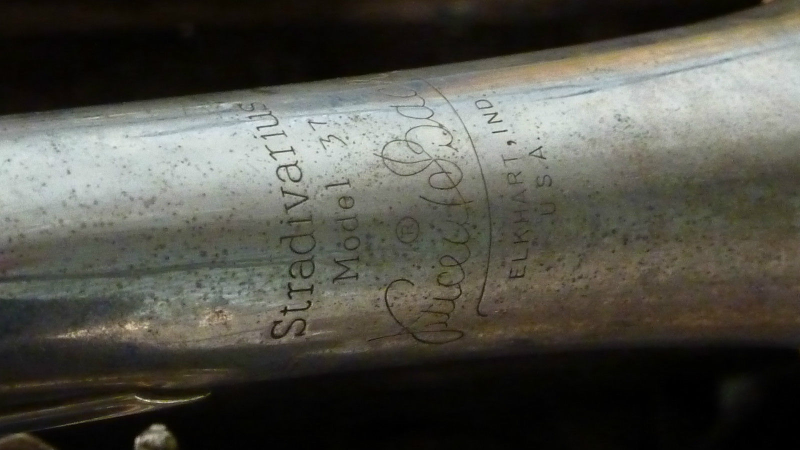 Stradivarius
Model 37
Vincent Bach
®
ELKHART, IND.
U.S.A.